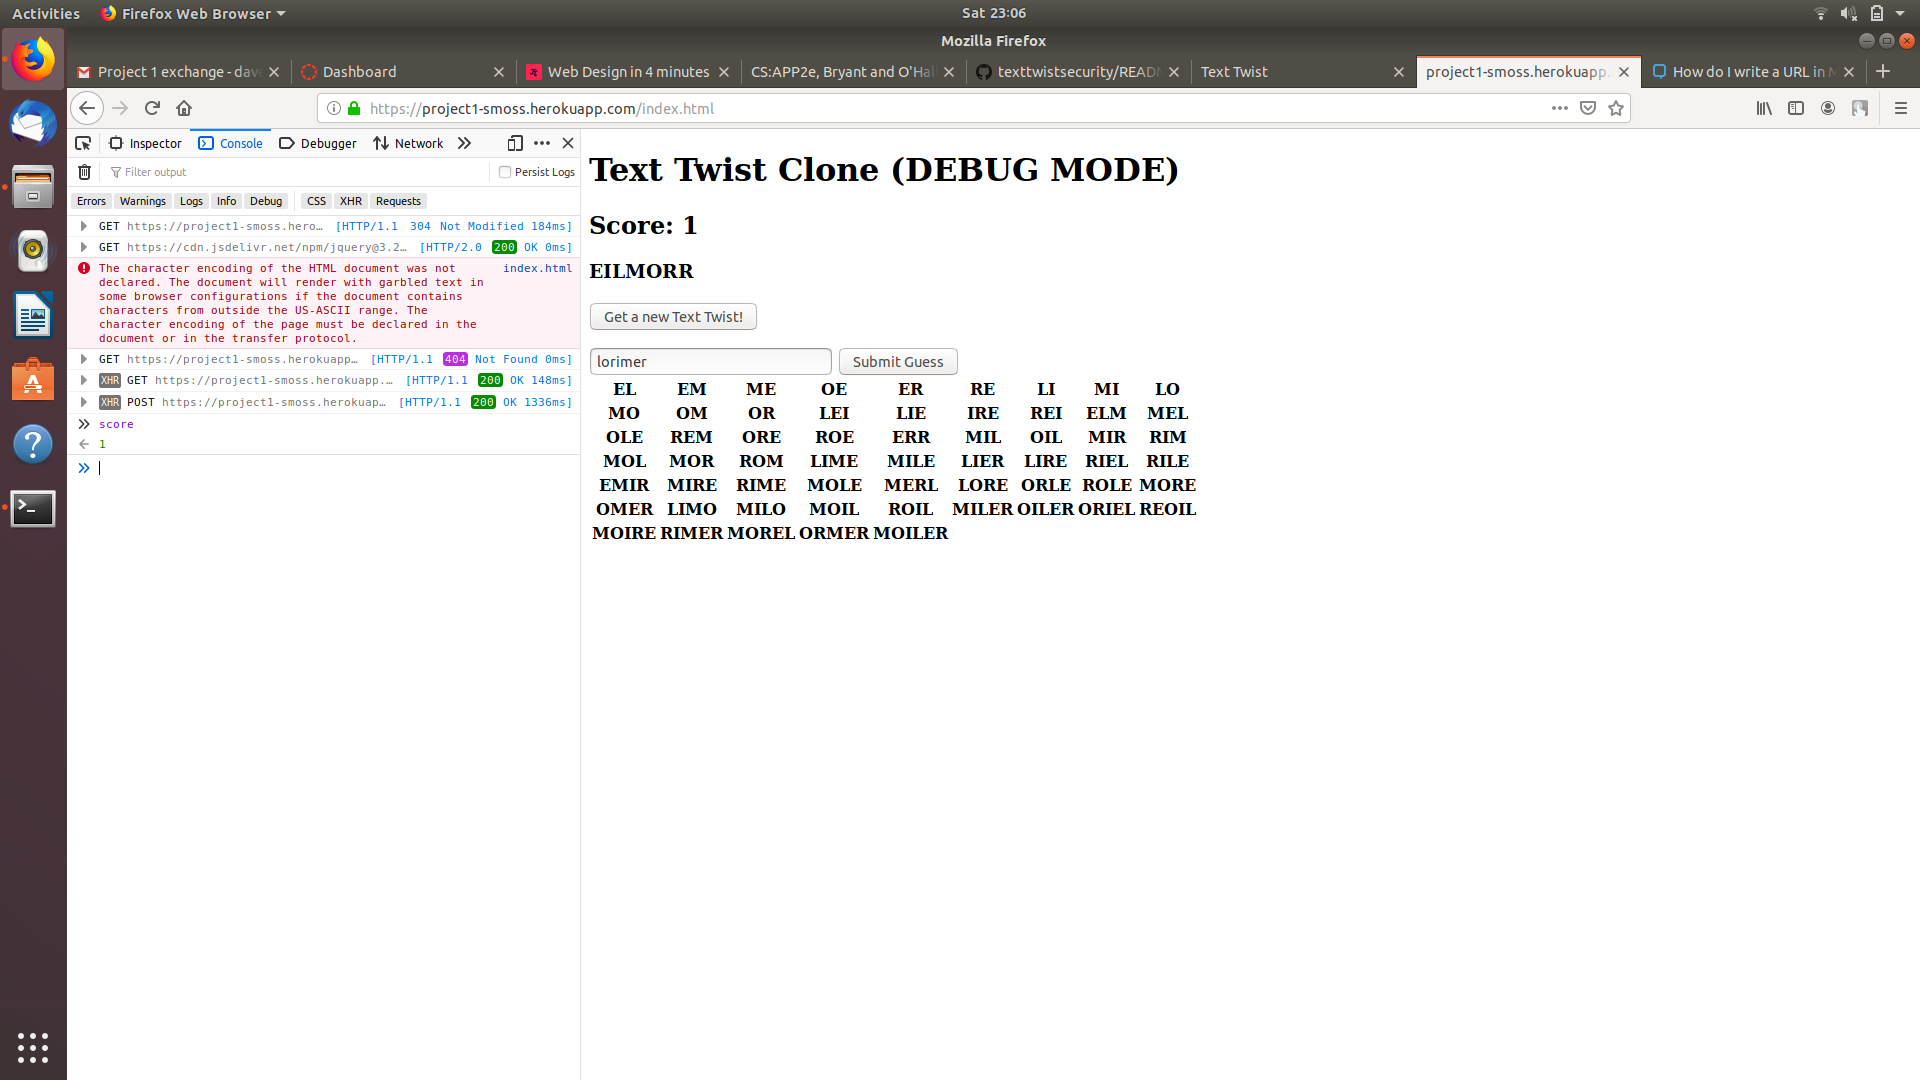 Activities Firefox Web Browser Sat 23:06
Mozilla Firefox
Project 1 exchange - dave Dashboard Web Design in 4 minutes CS:APP2e, Bryant and O'Hal texttwistsecurity/READM Text Twist project1-smoss.herokuapp. How do I write a URL in M
https://project1-smoss.herokuapp.com/index.html
Inspector Console Debugger Network
Filter output Persist Logs
Errors Warnings Logs Info Debug CSS XHR Requests
GET https://project1-smoss.hero… [HTTP/1.1 304 Not Modified 184ms]
GET https://cdn.jsdelivr.net/npm/jquery@3.2… [HTTP/2.0 200 OK 0ms]
The character encoding of the HTML document was not index.html
declared. The document will render with garbled text in
some browser configurations if the document contains
characters from outside the US-ASCII range. The
character encoding of the page must be declared in the
document or in the transfer protocol.
GET https://project1-smoss.herokuapp… [HTTP/1.1 404 Not Found 0ms]
XHR GET https://project1-smoss.herokuapp.… [HTTP/1.1 200 OK 148ms]
XHR POST https://project1-smoss.herokuap… [HTTP/1.1 200 OK 1336ms]
score
1
Text Twist Clone (DEBUG MODE)
Score: 1
EILMORR
Get a new Text Twist!
lorimer Submit Guess
EL EM ME OE ER RE LI MI LO
MO OM OR LEI LIE IRE REI ELM MEL
OLE REM ORE ROE ERR MIL OIL MIR RIM
MOL MOR ROM LIME MILE LIER LIRE RIEL RILE
EMIR MIRE RIME MOLE MERL LORE ORLE ROLE MORE
OMER LIMO MILO MOIL ROIL MILER OILER ORIEL REOIL
MOIRE RIMER MOREL ORMER MOILER